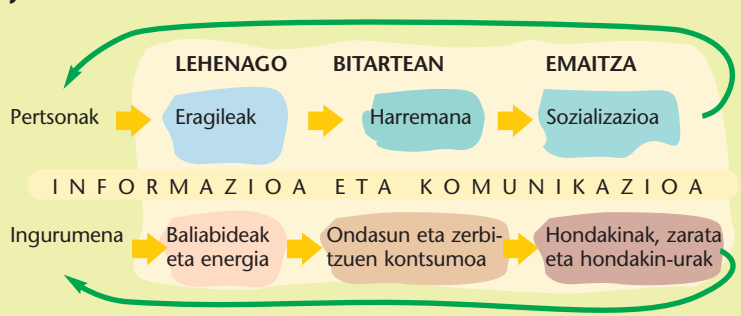 LEHENAGO BITARTEAN EMAITZA
Pertsonak Eragileak Harremana Sozializazioa
INFORMAZIOA ETA KOMUNIKAZIOA
Ingurumena Baliabideak Ondasun eta zerbi- Hondakinak, zarata
eta energia tzuen kontsumoa eta hondakin-urak